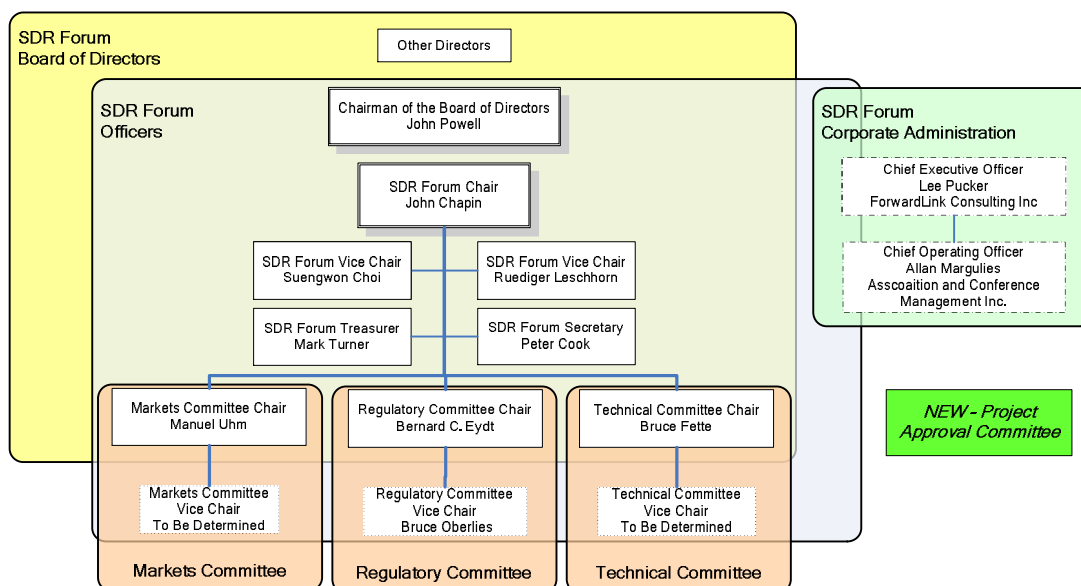 SDR Forum
Board of Directors
Other Directors
SDR Forum
Officers
Chairman of the Board of Directors
John Powell
SDR Forum Chair
John Chapin
SDR Forum Vice Chair
Suengwon Choi
SDR Forum Vice Chair
Ruediger Leschhorn
SDR Forum Treasurer
Mark Turner
SDR Forum Secretary
Peter Cook
SDR Forum
Corporate Administration
Chief Executive Officer
Lee Pucker
ForwardLink Consulting Inc
Chief Operating Officer
Allan Margulies
Asscoaition and Conference
Management Inc.
Markets Committee Chair
Manuel Uhm
Regulatory Committee Chair
Bernard C. Eydt
Technical Committee Chair
Bruce Fette
NEW - Project
Approval Committee
Markets Committee
Vice Chair
To Be Determined
Regulatory Committee
Vice Chair
Bruce Oberlies
Technical Committee
Vice Chair
To Be Determined
Markets Committee
Regulatory Committee
Technical Committee